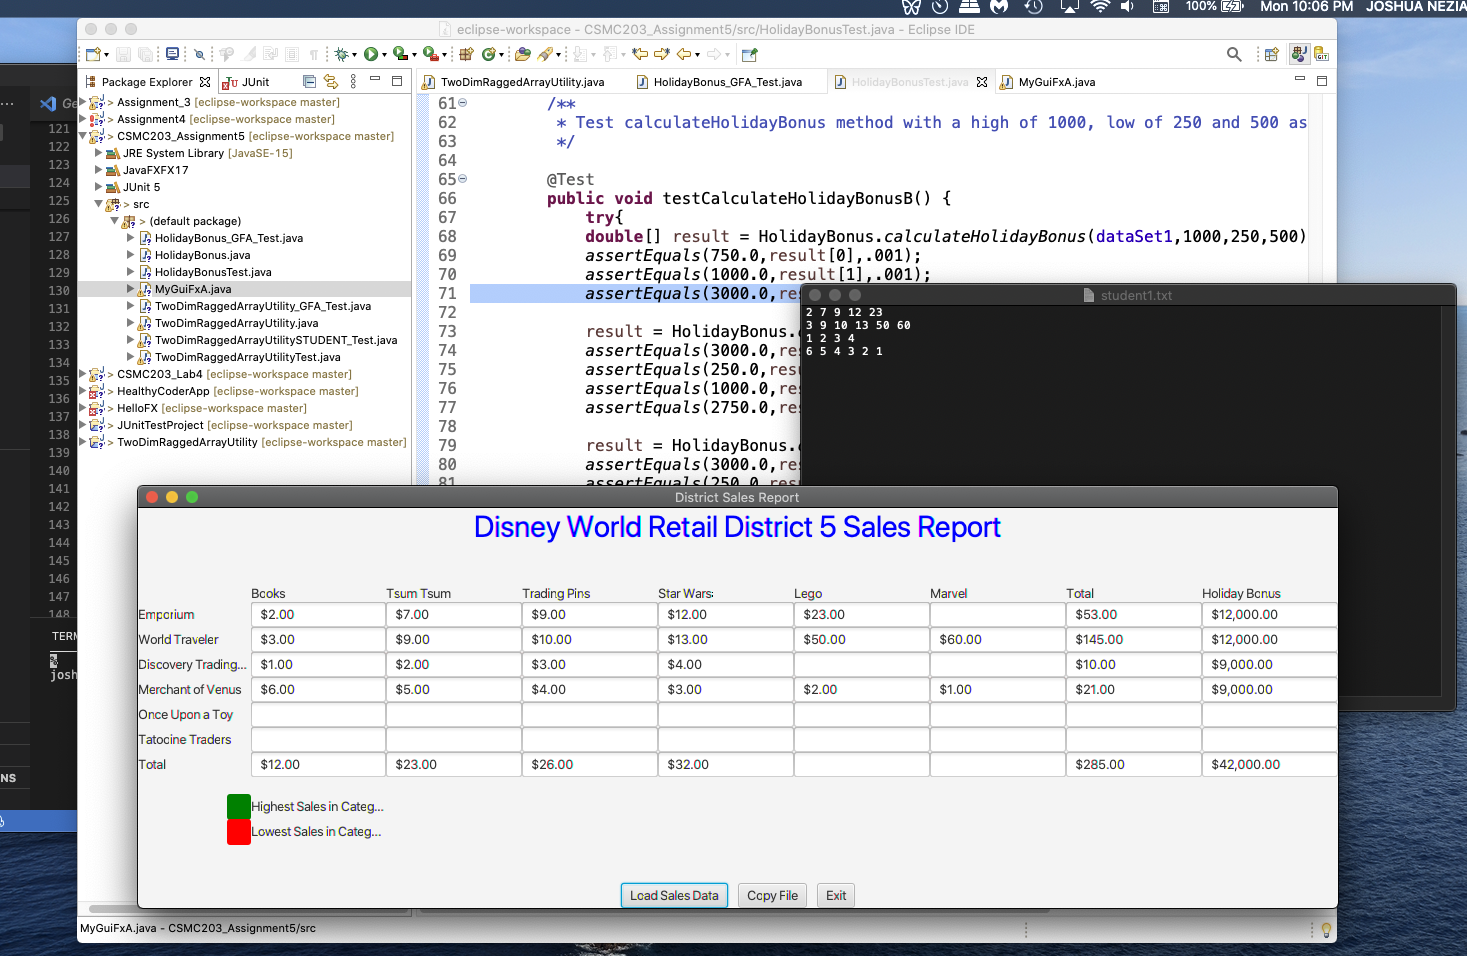 100% Mon 10:06 PM JOSHUA NEZIA
eclipse-workspace - CSMC203_Assignment5/src/HolidayBonusTest.java - Eclipse IDE
Package Explorer JUnit
TwoDimRaggedArrayUtility.java HolidayBonus_GFA_Test.java HolidayBonusTest.java MyGuiFxA.java
> Assignment_3 [eclipse-workspace master]
> Assignment4 [eclipse-workspace master]
> CSMC203_Assignment5 [eclipse-workspace master]
JRE System Library [JavaSE-15]
JavaFXFX17
JUnit 5
> src
> (default package)
HolidayBonus_GFA_Test.java
HolidayBonus.java
HolidayBonusTest.java
MyGuiFxA.java
TwoDimRaggedArrayUtility_GFA_Test.java
TwoDimRaggedArrayUtility.java
TwoDimRaggedArrayUtilitySTUDENT_Test.java
TwoDimRaggedArrayUtilityTest.java
> CSMC203_Lab4 [eclipse-workspace master]
> HealthyCoderApp [eclipse-workspace master]
> HelloFX [eclipse-workspace master]
> JUnitTestProject [eclipse-workspace master]
> TwoDimRaggedArrayUtility [eclipse-workspace master]
Ge
121
122
123
124
125
126
127
128
129
130
131
132
133
134
135
136
137
138
139
140
141
142
143
144
145
146
147
148
TERM
josh
NS
61 /**
62 * Test calculateHolidayBonus method with a high of 1000, low of 250 and 500 as
63 */
64
65 @Test
66 public void testCalculateHolidayBonusB() {
67 try{
68 double[] result = HolidayBonus.calculateHolidayBonus(dataSet1,1000,250,500)
69 assertEquals(750.0,result[0],.001);
70 assertEquals(1000.0,result[1],.001);
71 assertEquals(3000.0,res
72
73 result = HolidayBonus.
74 assertEquals(3000.0,res
75 assertEquals(250.0,res
76 assertEquals(1000.0,res
77 assertEquals(2750.0,res
78
79 result = HolidayBonus.
80 assertEquals(3000.0,res
81 assertEquals(250.0,res
student1.txt
2 7 9 12 23
3 9 10 13 50 60
1 2 3 4
6 5 4 3 2 1
District Sales Report
Disney World Retail District 5 Sales Report
Books Tsum Tsum Trading Pins Star Wars Lego Marvel Total Holiday Bonus
Emporium $2.00 $7.00 $9.00 $12.00 $23.00 $53.00 $12,000.00
World Traveler $3.00 $9.00 $10.00 $13.00 $50.00 $60.00 $145.00 $12,000.00
Discovery Trading... $1.00 $2.00 $3.00 $4.00 $10.00 $9,000.00
Merchant of Venus $6.00 $5.00 $4.00 $3.00 $2.00 $1.00 $21.00 $9,000.00
Once Upon a Toy
Tatooine Traders
Total $12.00 $23.00 $26.00 $32.00 $285.00 $42,000.00
Highest Sales in Categ...
Lowest Sales in Categ...
Load Sales Data Copy File Exit
MyGuiFxA.java - CSMC203_Assignment5/src